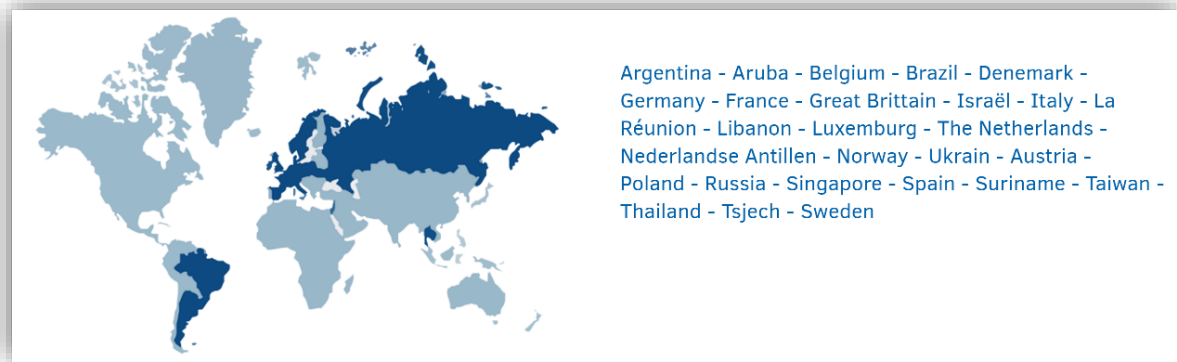 Argentina - Aruba - Belgium - Brazil - Denemark -
Germany - France - Great Brittain - Israël - Italy - La
Réunion - Libanon - Luxemburg - The Netherlands -
Nederlandse Antillen - Norway - Ukrain - Austria -
Poland - Russia - Singapore - Spain - Suriname - Taiwan -
Thailand - Tsjech - Sweden